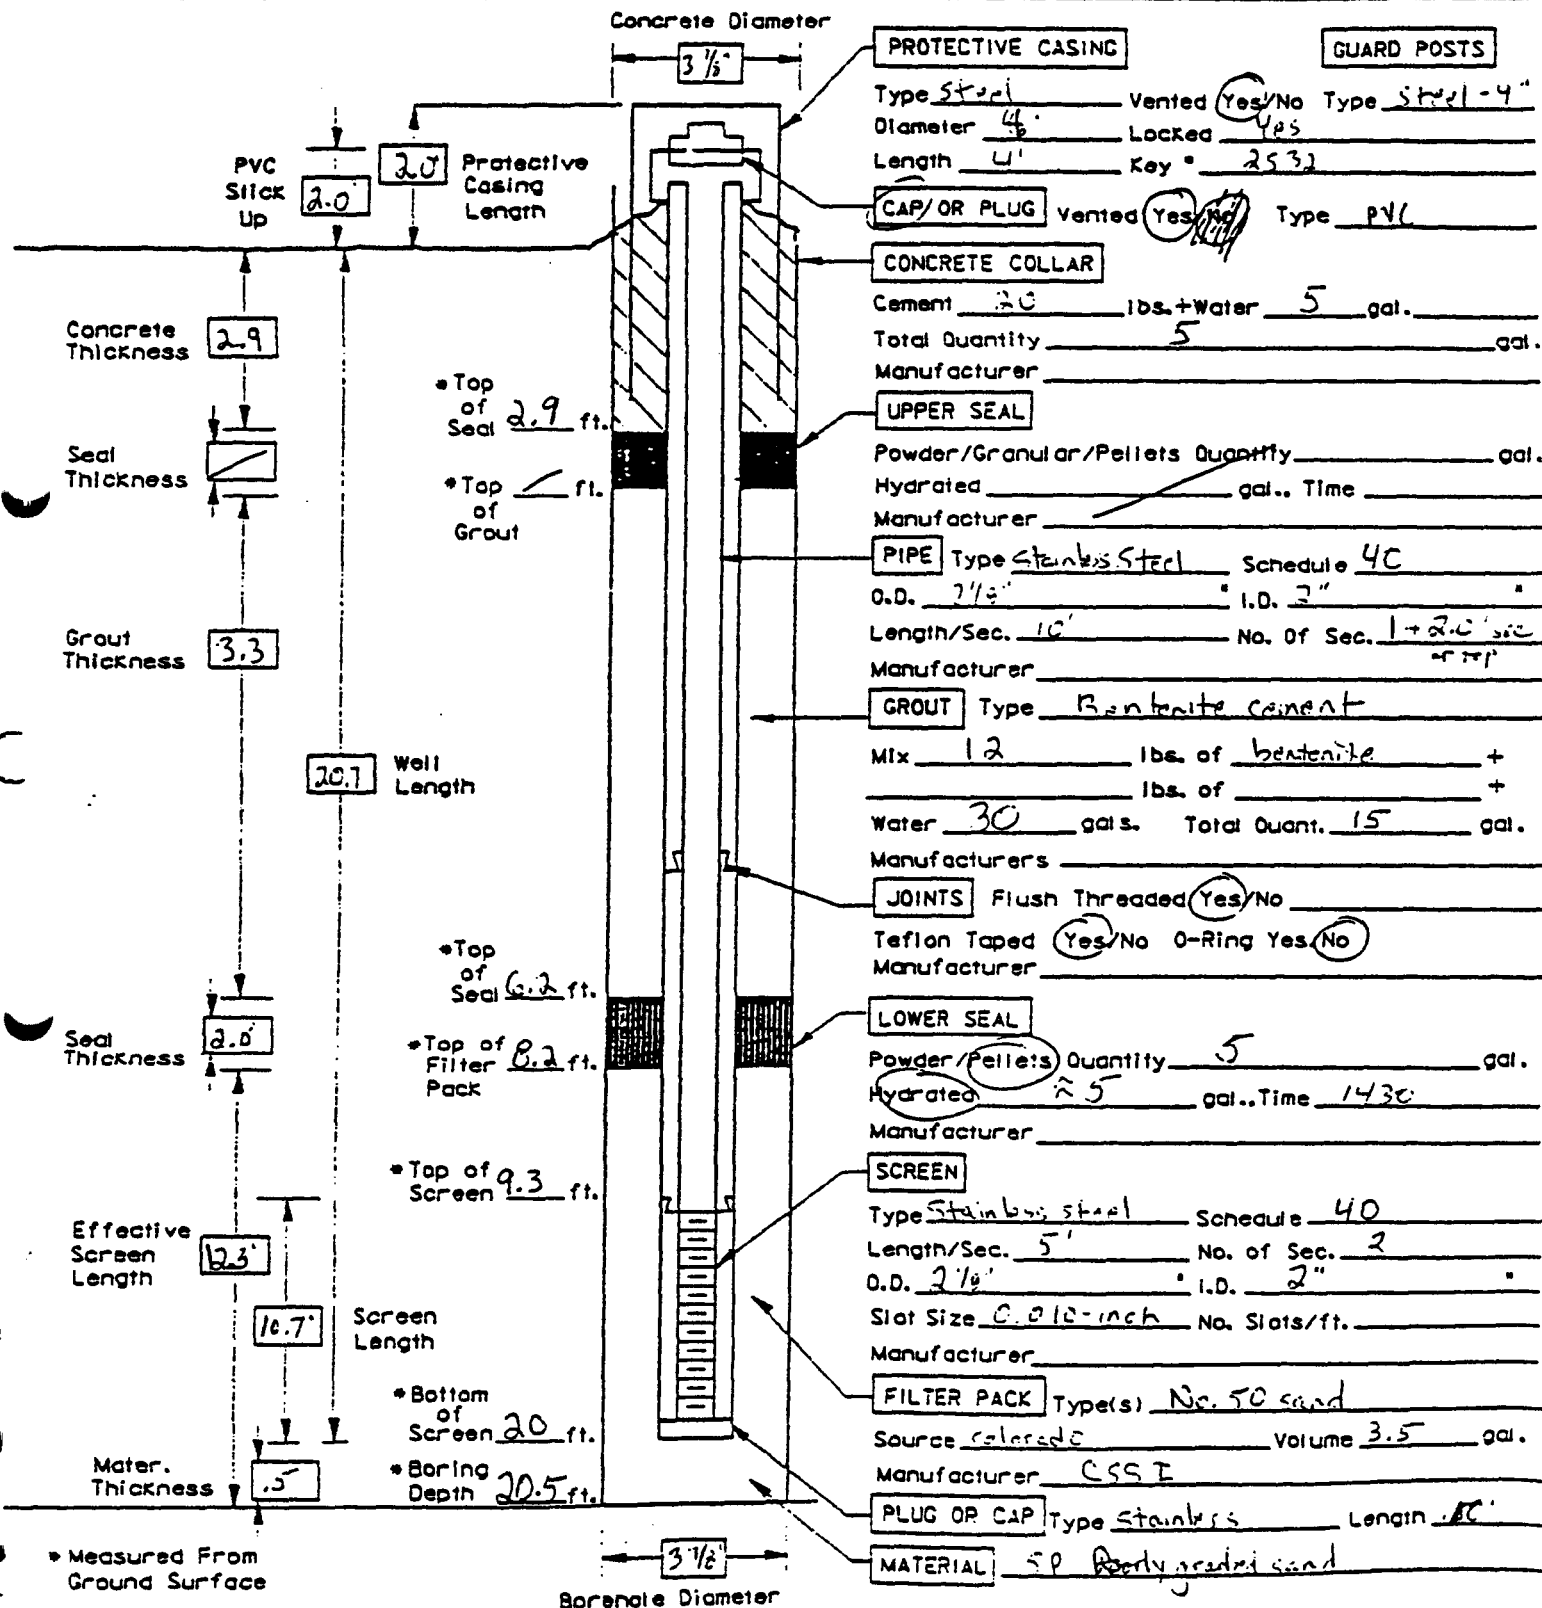 Concrete Diameter
3 7/8"
PVC
Stick
Up
2.0'
2.0'
Protective
Casing
Length
Concrete
Thickness
2.9
Seal
Thickness
Grout
Thickness
3.3
20.7
Well
Length
Seal
Thickness
2.0'
Effective
Screen
Length
12.3'
10.7'
Screen
Length
Mater.
Thickness
.5'
* Top
of
Seal 2.9 ft.
* Top / ft.
of
Grout
* Top
of
Seal 6.2 ft.
* Top of
Filter 8.2 ft.
Pack
* Top of
Screen 9.3 ft.
* Bottom
of
Screen 20 ft.
* Boring
Depth 20.5 ft.
3 7/8"
Borehole Diameter
* Measured From
Ground Surface
PROTECTIVE CASING GUARD POSTS
Type Steel Vented Yes/No Type steel-4"
Diameter Locked Yes
Length 4' Key # 2532
CAP/OR PLUG Vented Yes/No Type PVC
CONCRETE COLLAR
Cement 20 lbs.+Water 5 gal.
Total Quantity 5 gal.
Manufacturer
UPPER SEAL
Powder/Granular/Pellets Quantity gal.
Hydrated gal., Time
Manufacturer
PIPE Type Stainless Steel Schedule 40
O.D. 2 1/8" " I.D. 2" "
Length/Sec. 10' No. Of Sec. 1 + 2.0' sec
on top
Manufacturer
GROUT Type Bentonite cement
Mix 12 lbs. of bentonite +
lbs. of +
Water 30 gals. Total Quant. 15 gal.
Manufacturers
JOINTS Flush Threaded Yes/No
Teflon Taped Yes/No O-Ring Yes/No
Manufacturer
LOWER SEAL
Powder/Pellets Quantity 5 gal.
Hydrated ≈ 5 gal., Time 1430
Manufacturer
SCREEN
Type Stainless steel Schedule 40
Length/Sec. 5' No. of Sec. 2
O.D. 2 1/8" " I.D. 2" "
Slot Size 0.010-inch No. Slots/ft.
Manufacturer
FILTER PACK Type(s) No. 50 sand
Source colorado Volume 3.5 gal.
Manufacturer CSSI
PLUG OR CAP Type Stainless Length
MATERIAL SP Poorly graded sand